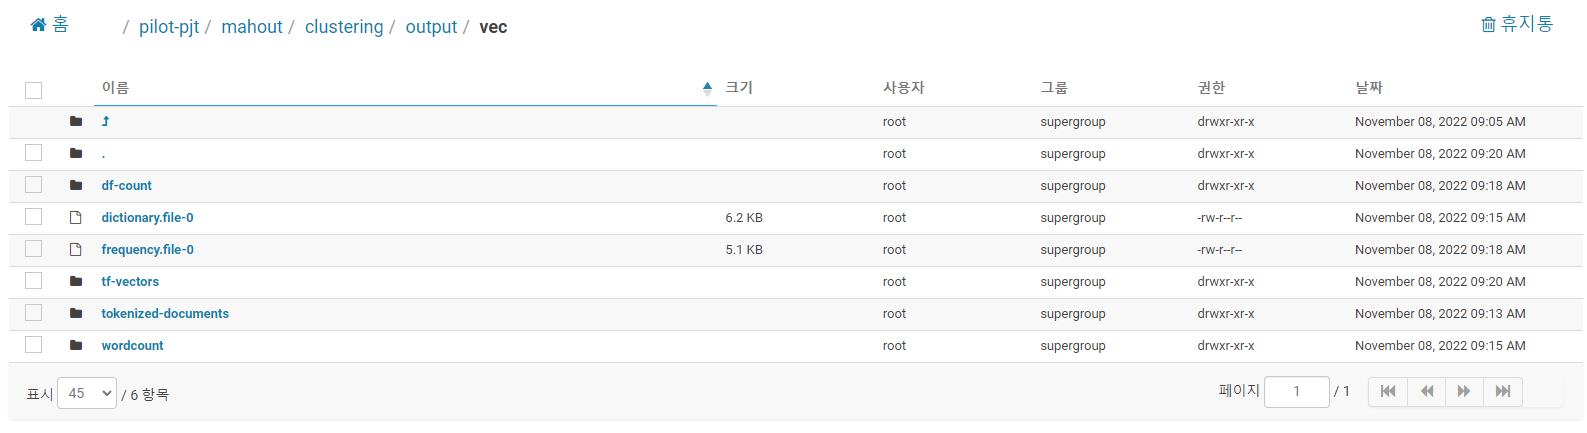 홈 / pilot-pjt / mahout / clustering / output / vec 휴지통
이름 크기 사용자 그룹 권한 날짜
root supergroup drwxr-xr-x November 08, 2022 09:05 AM
. root supergroup drwxr-xr-x November 08, 2022 09:20 AM
df-count root supergroup drwxr-xr-x November 08, 2022 09:18 AM
dictionary.file-0 6.2 KB root supergroup -rw-r--r-- November 08, 2022 09:15 AM
frequency.file-0 5.1 KB root supergroup -rw-r--r-- November 08, 2022 09:18 AM
tf-vectors root supergroup drwxr-xr-x November 08, 2022 09:20 AM
tokenized-documents root supergroup drwxr-xr-x November 08, 2022 09:13 AM
wordcount root supergroup drwxr-xr-x November 08, 2022 09:15 AM
표시 45 / 6 항목 페이지 1 / 1